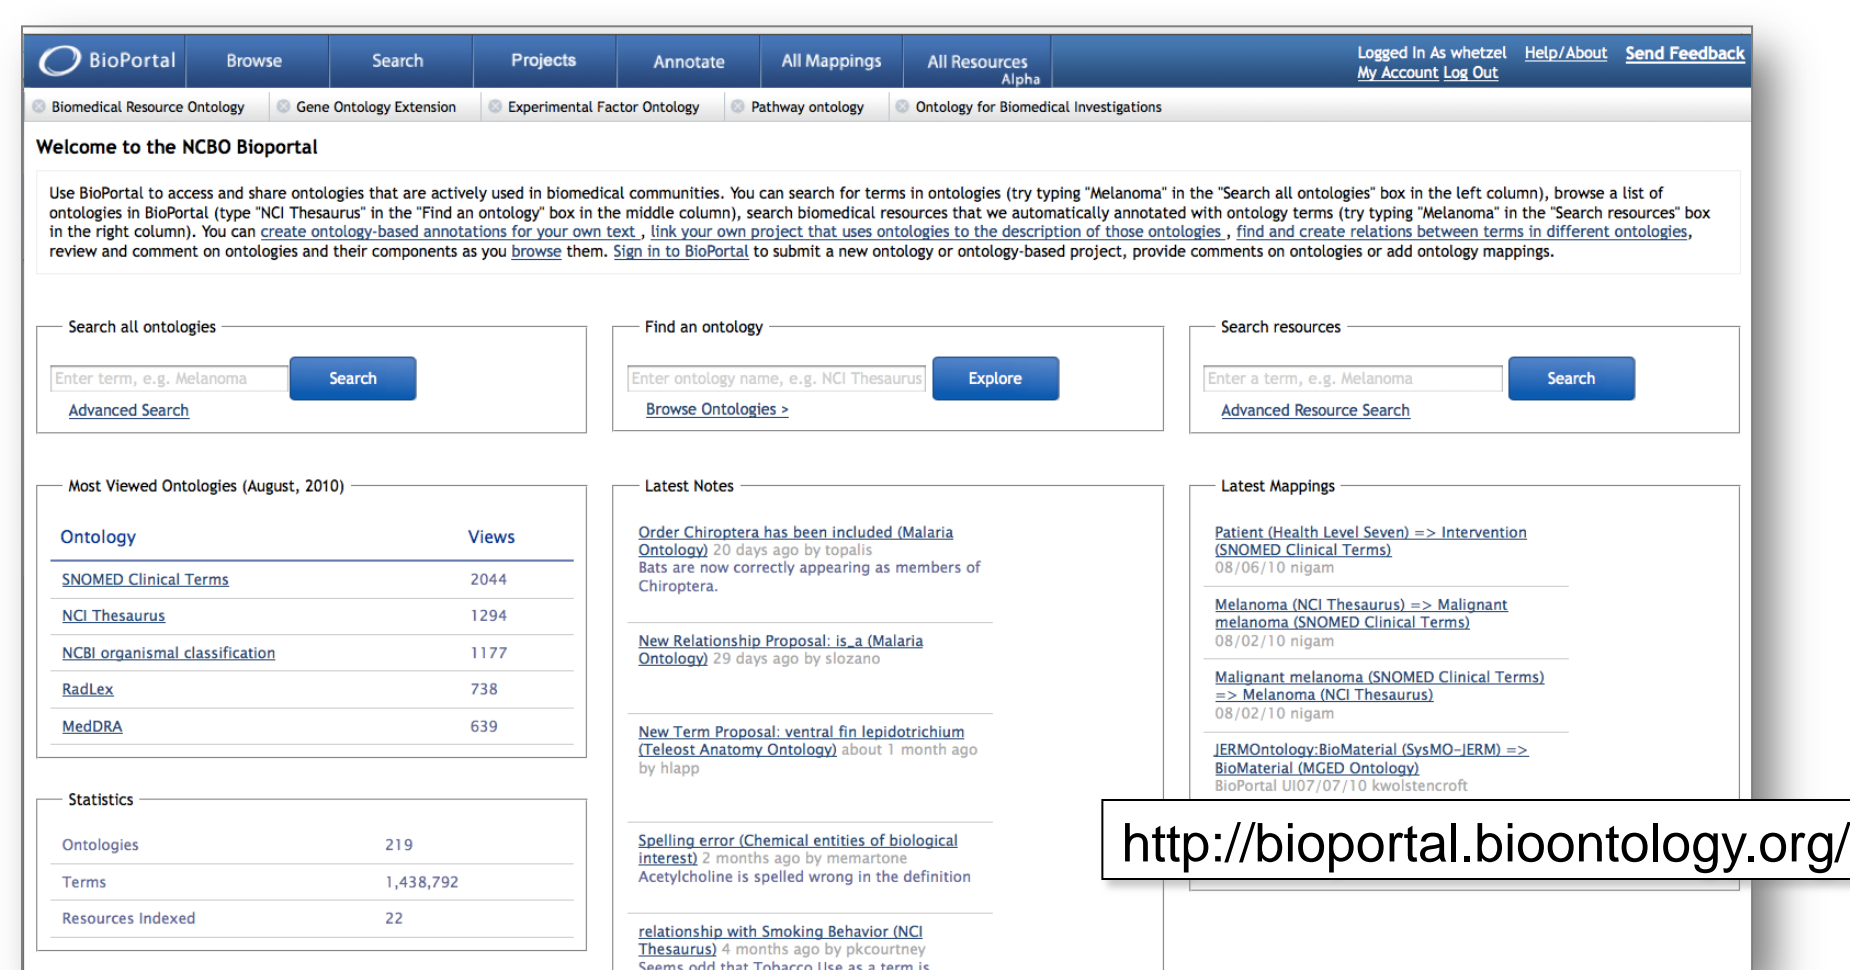 BioPortal Browse Search Projects Annotate All Mappings All Resources Alpha Logged In As whetzel Help/About Send Feedback
My Account Log Out
Biomedical Resource Ontology Gene Ontology Extension Experimental Factor Ontology Pathway ontology Ontology for Biomedical Investigations
Welcome to the NCBO Bioportal
Use BioPortal to access and share ontologies that are actively used in biomedical communities. You can search for terms in ontologies (try typing "Melanoma" in the "Search all ontologies" box in the left column), browse a list of
ontologies in BioPortal (type "NCI Thesaurus" in the "Find an ontology" box in the middle column), search biomedical resources that we automatically annotated with ontology terms (try typing "Melanoma" in the "Search resources" box
in the right column). You can create ontology-based annotations for your own text , link your own project that uses ontologies to the description of those ontologies , find and create relations between terms in different ontologies,
review and comment on ontologies and their components as you browse them. Sign in to BioPortal to submit a new ontology or ontology-based project, provide comments on ontologies or add ontology mappings.
Search all ontologies
Enter term, e.g. Melanoma Search
Advanced Search
Find an ontology
Enter ontology name, e.g. NCI Thesaurus Explore
Browse Ontologies >
Search resources
Enter a term, e.g. Melanoma Search
Advanced Resource Search
Most Viewed Ontologies (August, 2010)
Ontology Views
SNOMED Clinical Terms 2044
NCI Thesaurus 1294
NCBI organismal classification 1177
RadLex 738
MedDRA 639
Statistics
Ontologies 219
Terms 1,438,792
Resources Indexed 22
Latest Notes
Order Chiroptera has been included (Malaria
Ontology) 20 days ago by topalis
Bats are now correctly appearing as members of
Chiroptera.
New Relationship Proposal: is_a (Malaria
Ontology) 29 days ago by slozano
New Term Proposal: ventral fin lepidotrichium
(Teleost Anatomy Ontology) about 1 month ago
by hlapp
Spelling error (Chemical entities of biological
interest) 2 months ago by memartone
Acetylcholine is spelled wrong in the definition
relationship with Smoking Behavior (NCI
Thesaurus) 4 months ago by pkcourtney
Seems odd that Tobacco Use as a term is
Latest Mappings
Patient (Health Level Seven) => Intervention
(SNOMED Clinical Terms)
08/06/10 nigam
Melanoma (NCI Thesaurus) => Malignant
melanoma (SNOMED Clinical Terms)
08/02/10 nigam
Malignant melanoma (SNOMED Clinical Terms)
=> Melanoma (NCI Thesaurus)
08/02/10 nigam
JERMOntology:BioMaterial (SysMO-JERM) =>
BioMaterial (MGED Ontology)
BioPortal UI07/07/10 kwolstencroft
http://bioportal.bioontology.org/